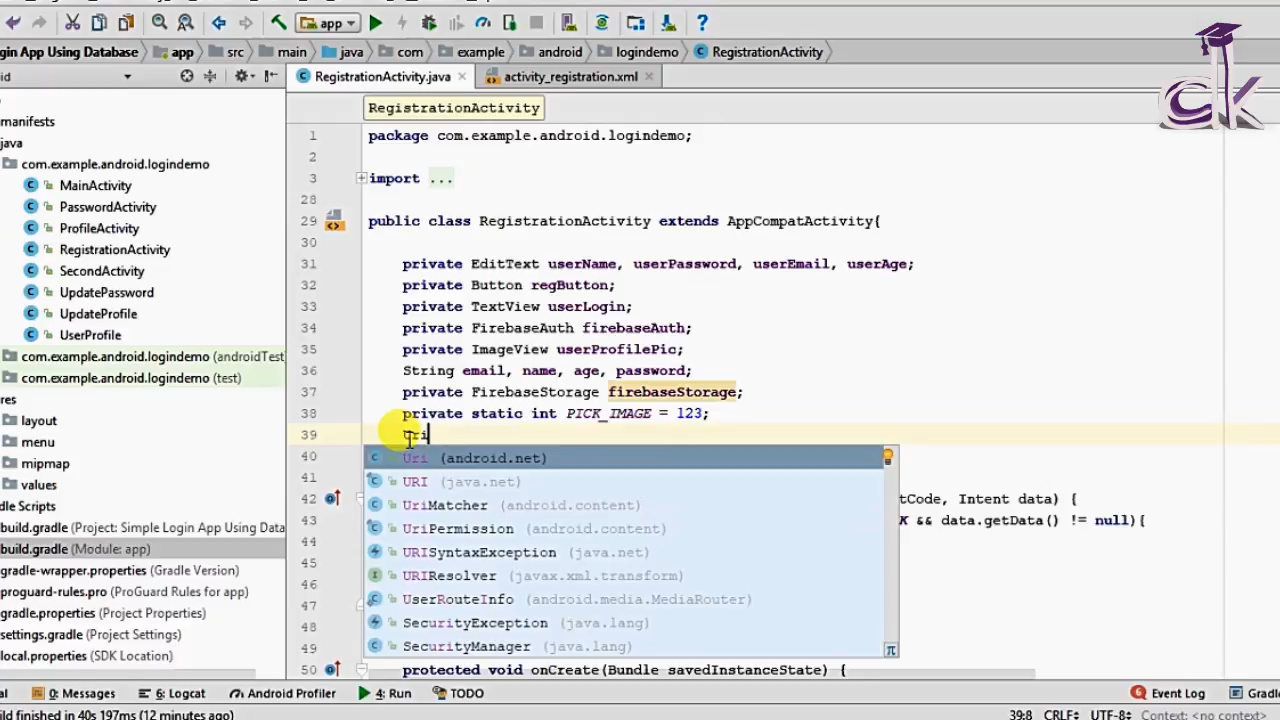 app
gin App Using Database app src main java com example android logindemo RegistrationActivity
id RegistrationActivity.java activity_registration.xml
RegistrationActivity
manifests
java
com.example.android.logindemo
MainActivity
PasswordActivity
ProfileActivity
RegistrationActivity
SecondActivity
UpdatePassword
UpdateProfile
UserProfile
com.example.android.logindemo (androidTest
com.example.android.logindemo (test)
res
layout
menu
mipmap
values
dle Scripts
build.gradle (Project: Simple Login App Using Data
build.gradle (Module: app)
gradle-wrapper.properties (Gradle Version)
proguard-rules.pro (ProGuard Rules for app)
gradle.properties (Project Properties)
settings.gradle (Project Settings)
local.properties (SDK Location)
1 package com.example.android.logindemo;
2
3 import ...
28
29 public class RegistrationActivity extends AppCompatActivity{
30
31 private EditText userName, userPassword, userEmail, userAge;
32 private Button regButton;
33 private TextView userLogin;
34 private FirebaseAuth firebaseAuth;
35 private ImageView userProfilePic;
36 String email, name, age, password;
37 private FirebaseStorage firebaseStorage;
38 private static int PICK_IMAGE = 123;
39 Uri
40 Uri (android.net)
41 URI (java.net)
42 UriMatcher (android.content) tCode, Intent data) {
43 UriPermission (android.content) K && data.getData() != null){
44 URISyntaxException (java.net)
45 URIResolver (javax.xml.transform)
46 UserRouteInfo (android.media.MediaRouter)
47 SecurityException (java.lang)
48 SecurityManager (java.lang)
49
50 protected void onCreate(Bundle savedInstanceState) {
al 0: Messages 6: Logcat Android Profiler 4: Run TODO Event Log Gradl
ild finished in 40s 197ms (12 minutes ago) 39:8 CRLF UTF-8 Context: <no context>